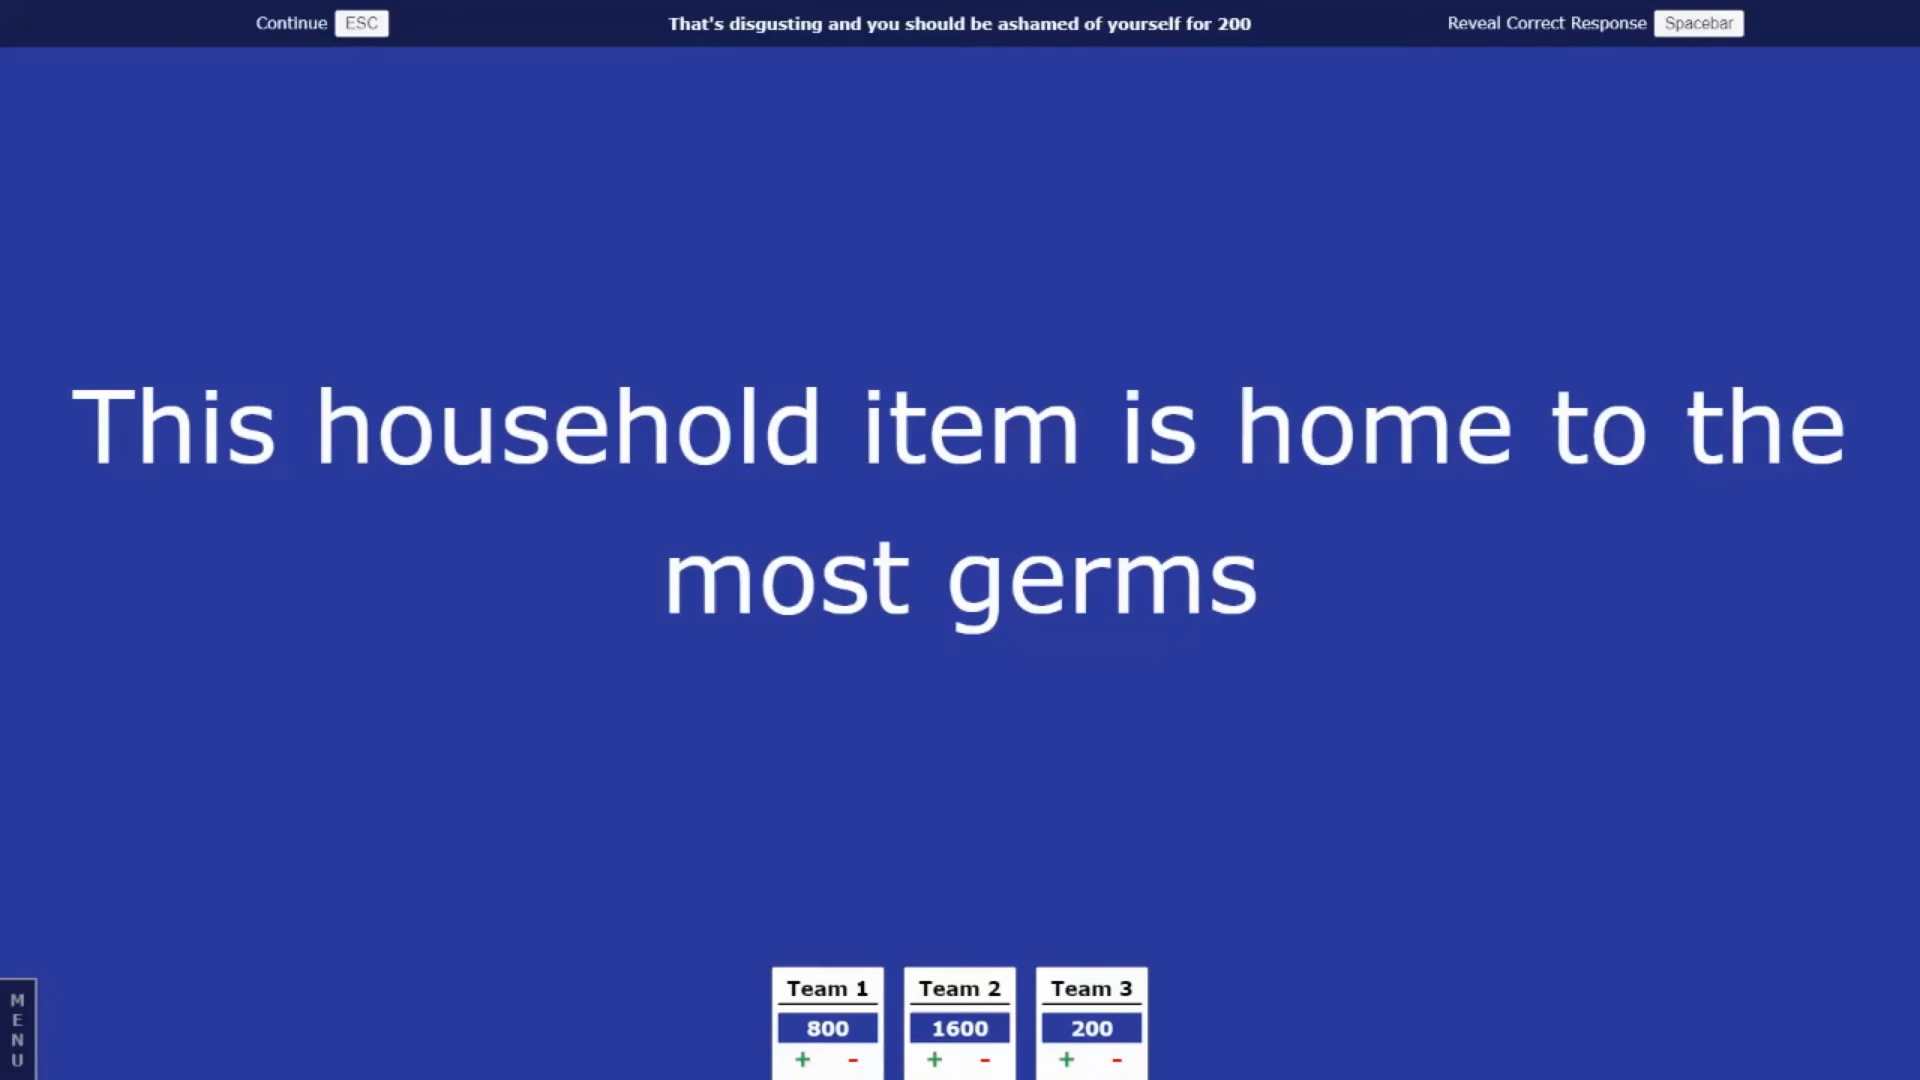 Continue ESC
That's disgusting and you should be ashamed of yourself for 200
Reveal Correct Response Spacebar
This household item is home to the
most germs
MENU
Team 1 Team 2 Team 3
800 1600 200
+ - + - + -